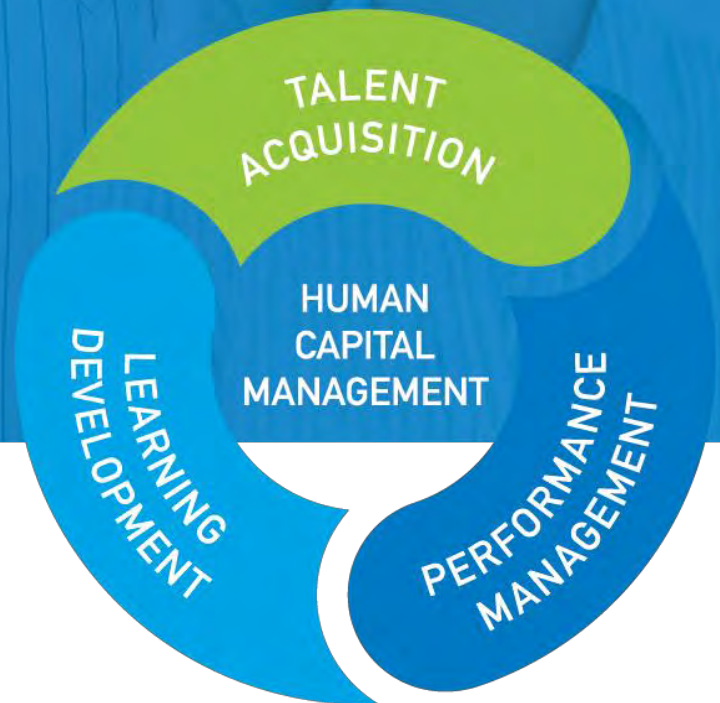 TALENT
ACQUISITION
HUMAN
CAPITAL
MANAGEMENT
LEARNING
DEVELOPMENT
PERFORMANCE
MANAGEMENT